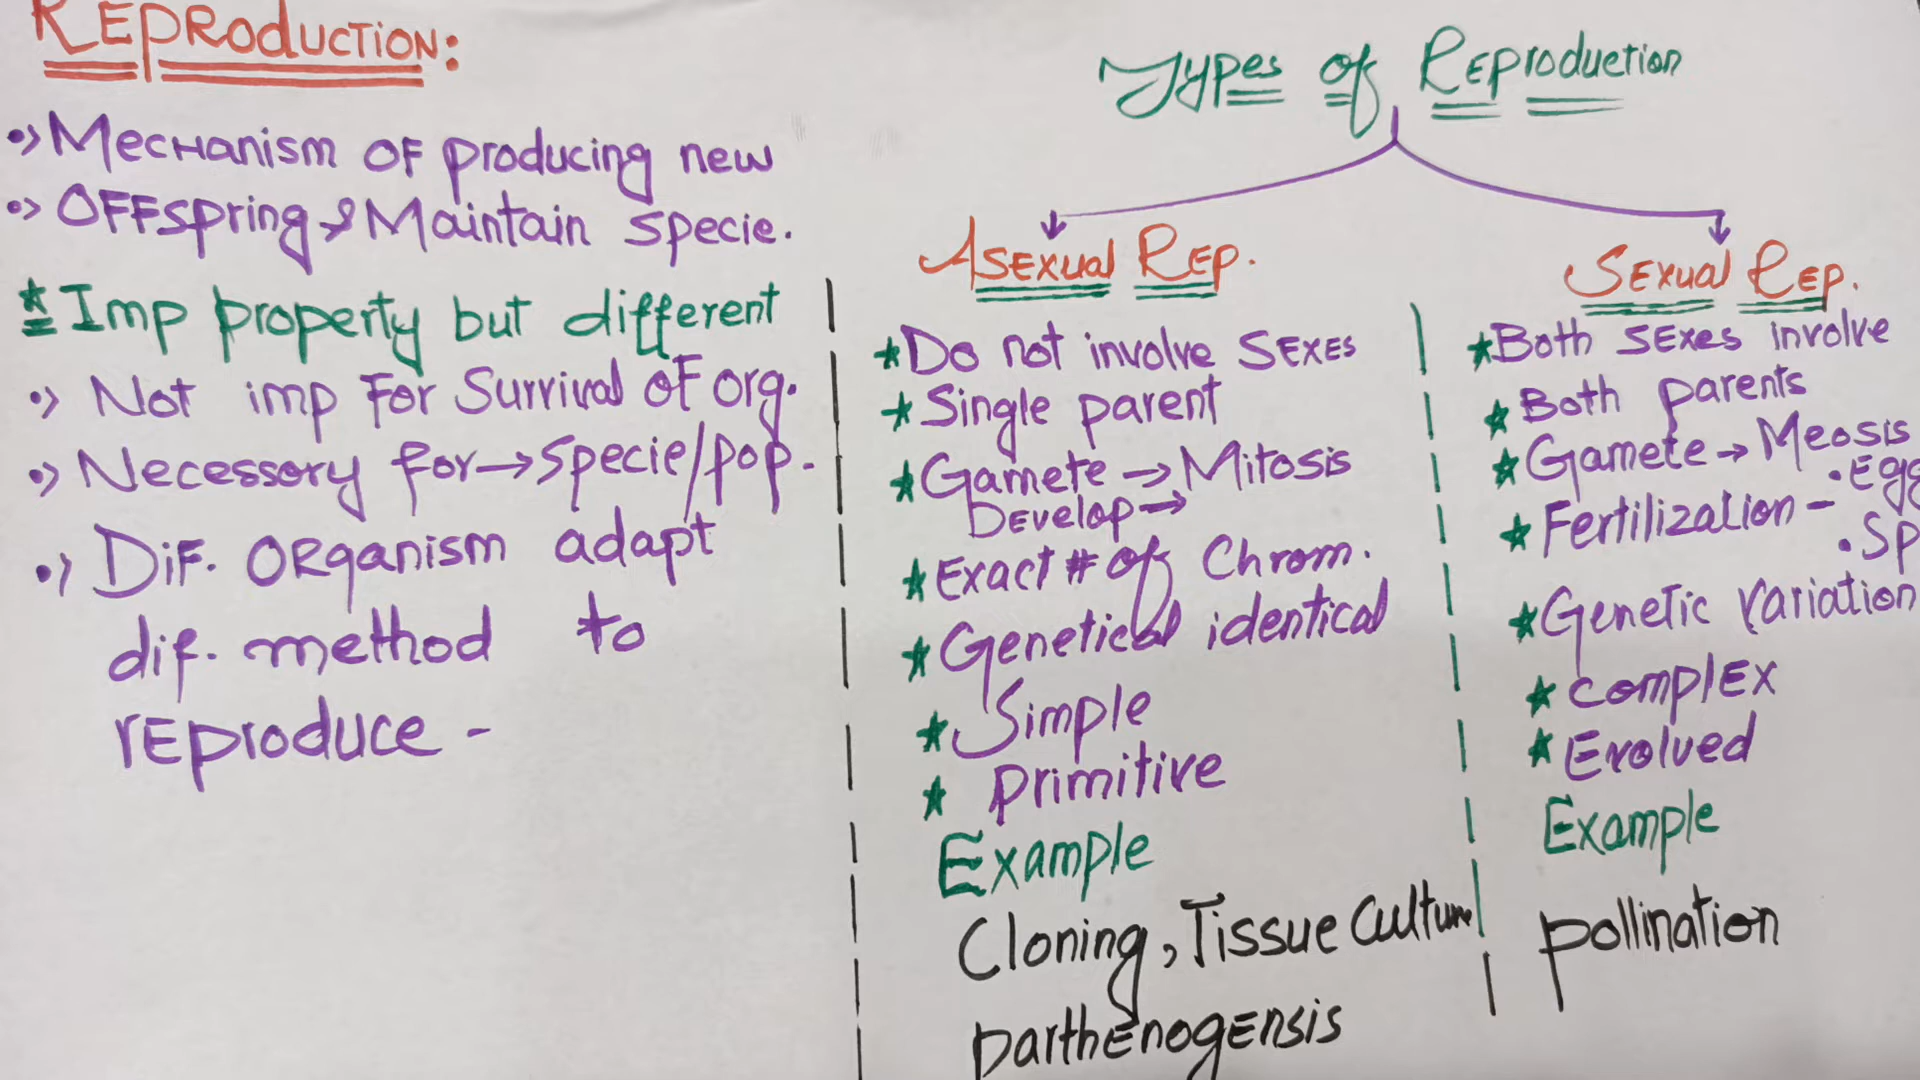 REPRODUCTION:
Mechanism of producing new
Offspring & Maintain specie.
Imp property but different
Not imp for survival of org.
Necessory for → specie/pop.
Dif. organism adapt
dif. method to
reproduce -
Types of Reproduction
Asexual Rep.
Do not involve sexes
Single parent
Gamete → Mitosis
Develop →
Exact # of Chrom.
Genetical identical
Simple
primitive
Example
Cloning, Tissue Culture
parthenogensis
Sexual Rep.
Both sexes involve
Both parents
Gamete → Meosis
Fertilization - • Egg
• Sp
Genetic variation
complex
Evolved
Example
pollination